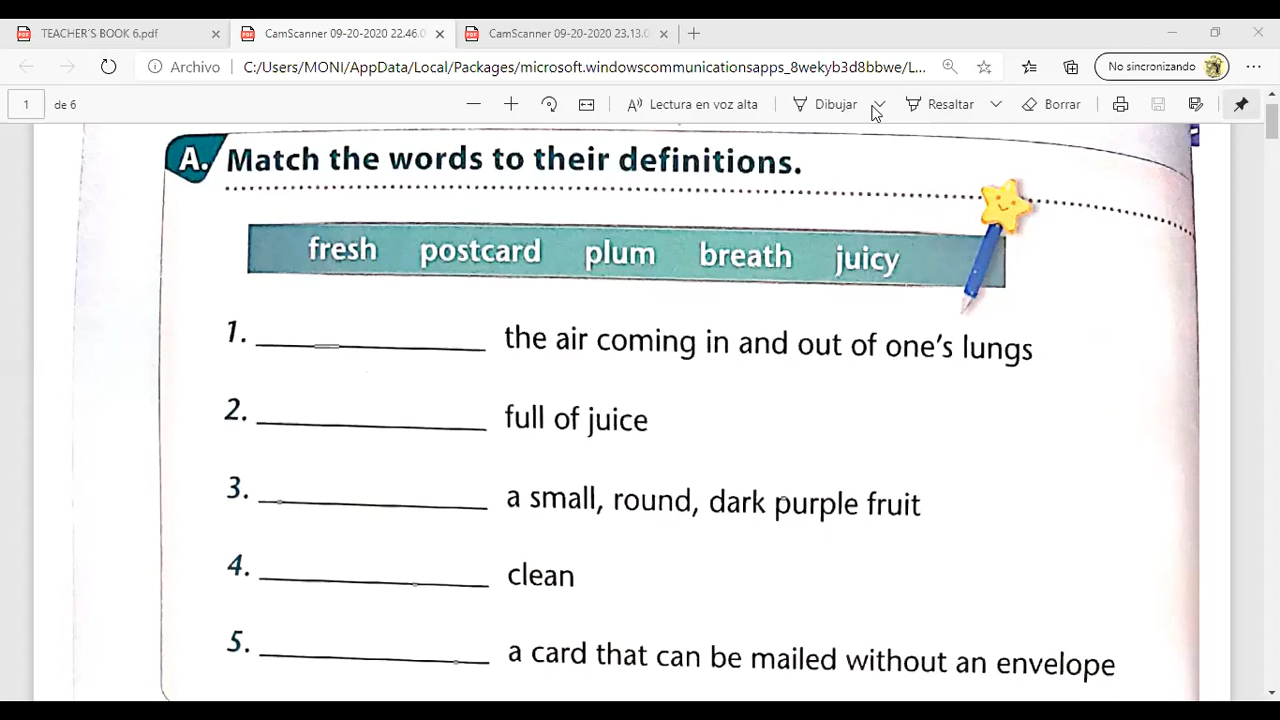 TEACHER'S BOOK 6.pdf
CamScanner 09-20-2020 22.46.0
CamScanner 09-20-2020 23.13.0
Archivo
C:/Users/MONI/AppData/Local/Packages/microsoft.windowscommunicationsapps_8wekyb3d8bbwe/L...
No sincronizando
1 de 6
Lectura en voz alta
Dibujar
Resaltar
Borrar
A. Match the words to their definitions.
fresh postcard plum breath juicy
1. the air coming in and out of one's lungs
2. full of juice
3. a small, round, dark purple fruit
4. clean
5. a card that can be mailed without an envelope